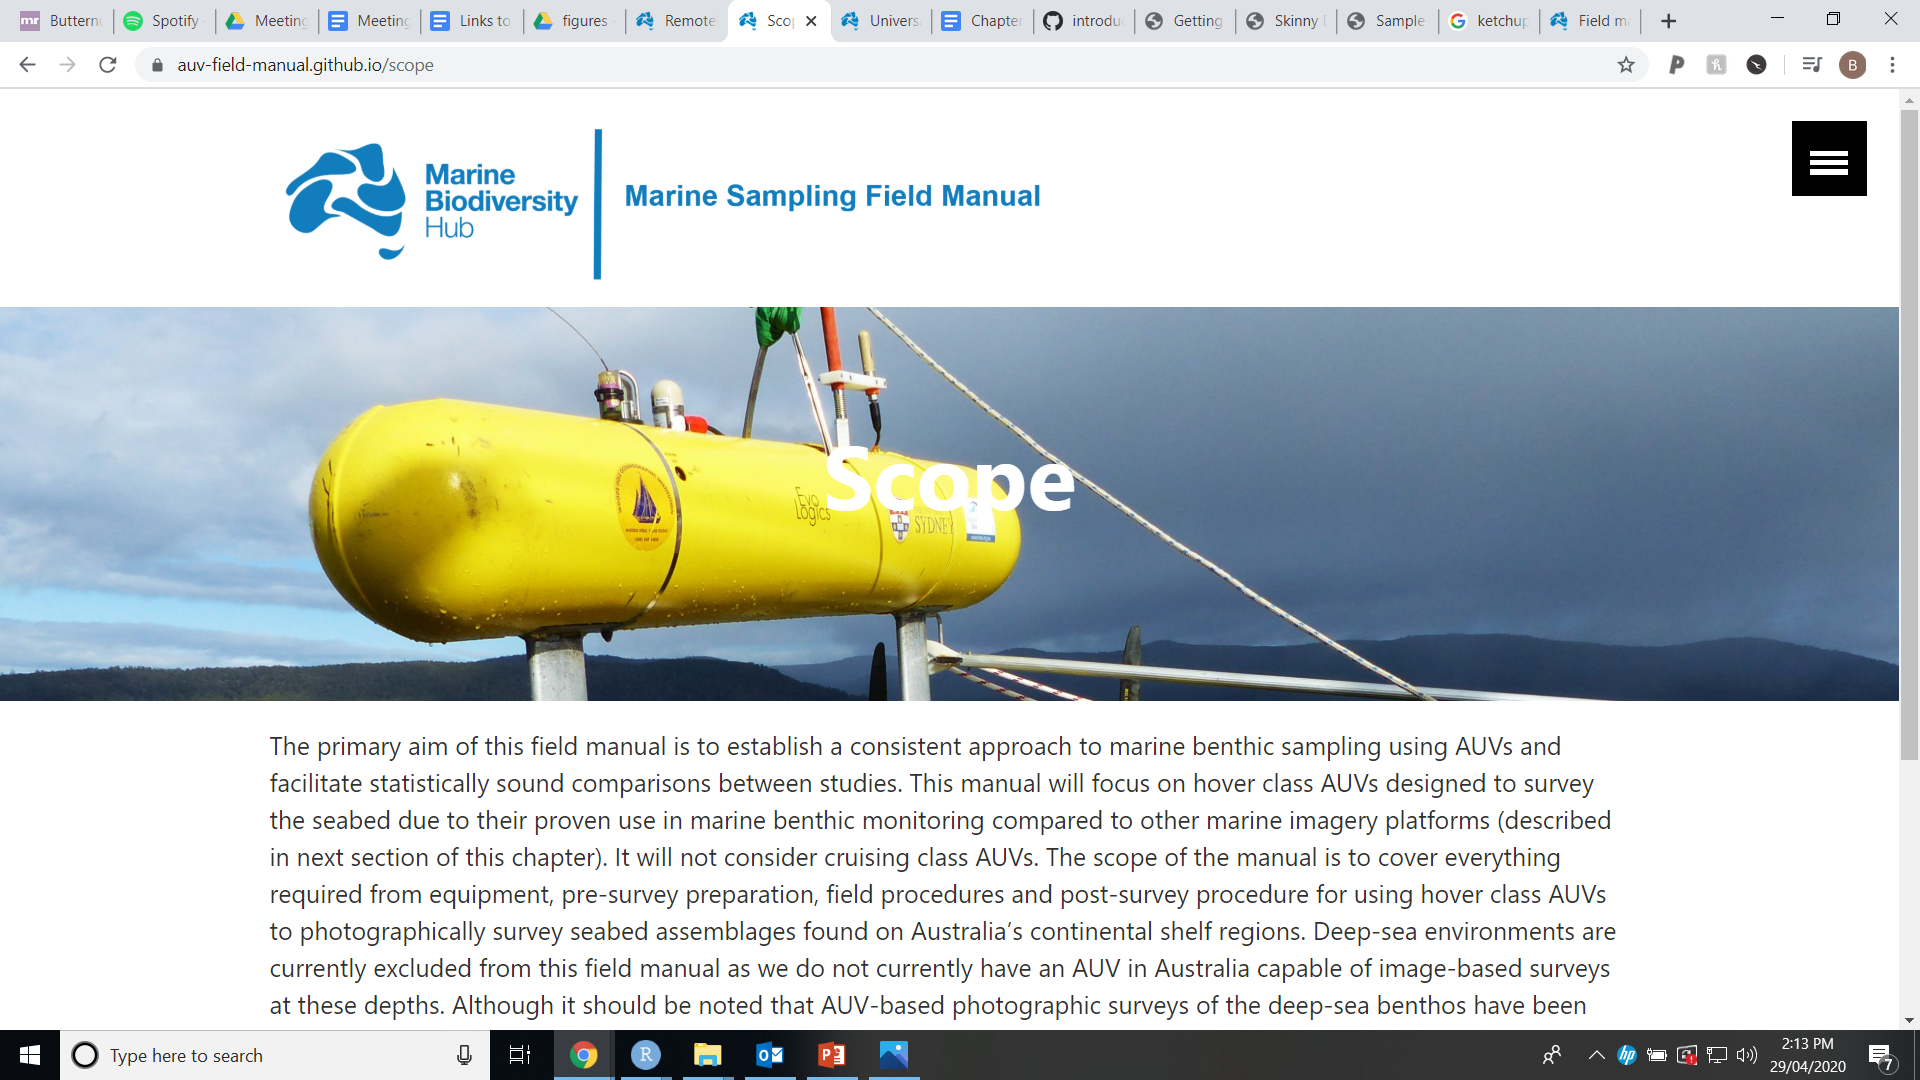 mr Buttern
Spotify
Meeting
Meeting
Links to
figures
Remote
Scop
Univers
Chapter
introdu
Getting
Skinny
Sample
ketchup
Field m
auv-field-manual.github.io/scope
B
Marine
Biodiversity
Hub
Marine Sampling Field Manual
Evo
Logics
SYDNEY
Scope
The primary aim of this field manual is to establish a consistent approach to marine benthic sampling using AUVs and
facilitate statistically sound comparisons between studies. This manual will focus on hover class AUVs designed to survey
the seabed due to their proven use in marine benthic monitoring compared to other marine imagery platforms (described
in next section of this chapter). It will not consider cruising class AUVs. The scope of the manual is to cover everything
required from equipment, pre-survey preparation, field procedures and post-survey procedure for using hover class AUVs
to photographically survey seabed assemblages found on Australia’s continental shelf regions. Deep-sea environments are
currently excluded from this field manual as we do not currently have an AUV in Australia capable of image-based surveys
at these depths. Although it should be noted that AUV-based photographic surveys of the deep-sea benthos have been
Type here to search
2:13 PM
29/04/2020
7